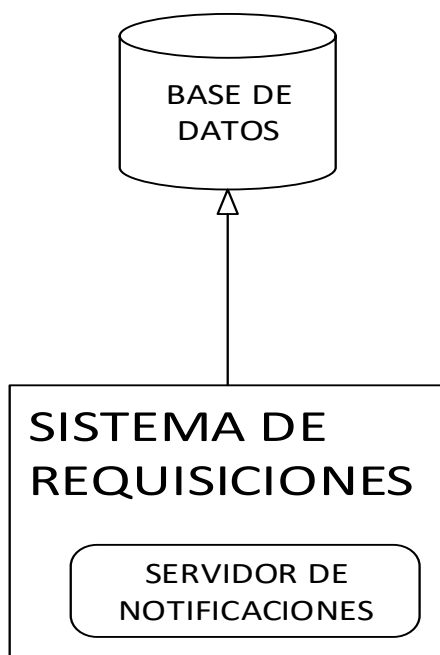 BASE DE
DATOS
SISTEMA DE
REQUISICIONES
SERVIDOR DE
NOTIFICACIONES